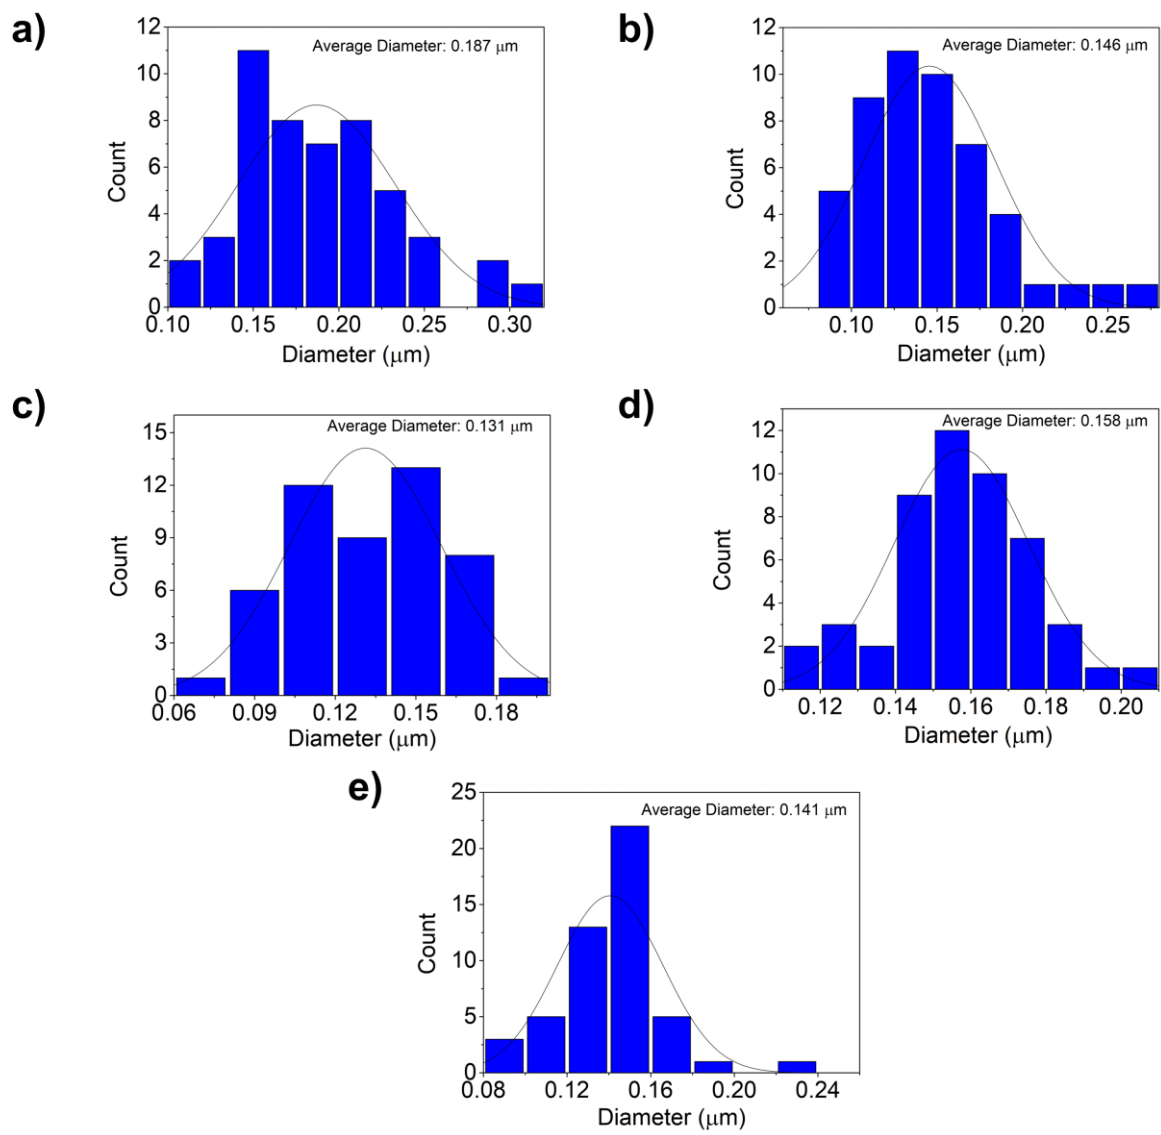 a)
Average Diameter: 0.187 μm
12
10
8
6
4
2
0
Count
0.10 0.15 0.20 0.25 0.30
Diameter (μm)
b)
Average Diameter: 0.146 μm
12
10
8
6
4
2
0
Count
0.10 0.15 0.20 0.25
Diameter (μm)
c)
Average Diameter: 0.131 μm
15
12
9
6
3
0
Count
0.06 0.09 0.12 0.15 0.18
Diameter (μm)
d)
Average Diameter: 0.158 μm
12
10
8
6
4
2
0
Count
0.12 0.14 0.16 0.18 0.20
Diameter (μm)
e)
Average Diameter: 0.141 μm
25
20
15
10
5
0
Count
0.08 0.12 0.16 0.20 0.24
Diameter (μm)